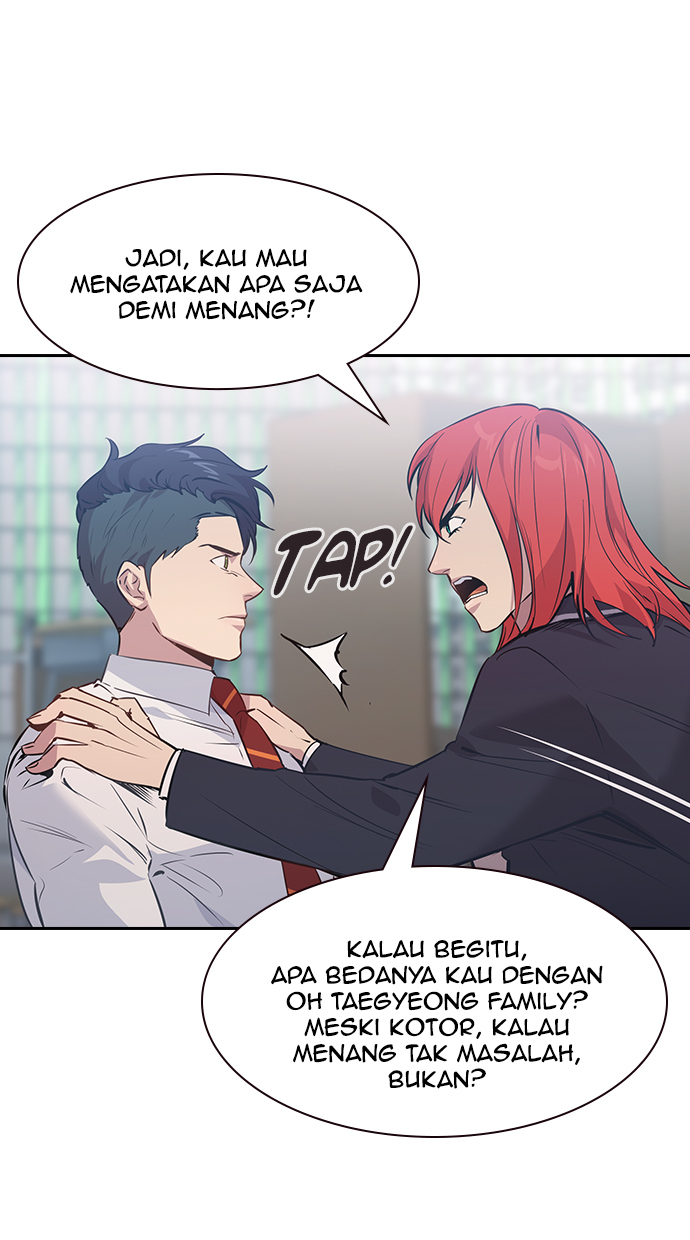 JADI, KAU MAU
MENGATAKAN APA SAJA
DEMI MENANG?!
TAP!
KALAU BEGITU,
APA BEDANYA KAU DENGAN
OH TAEGYEONG FAMILY?
MESKI KOTOR, KALAU
MENANG TAK MASALAH,
BUKAN?